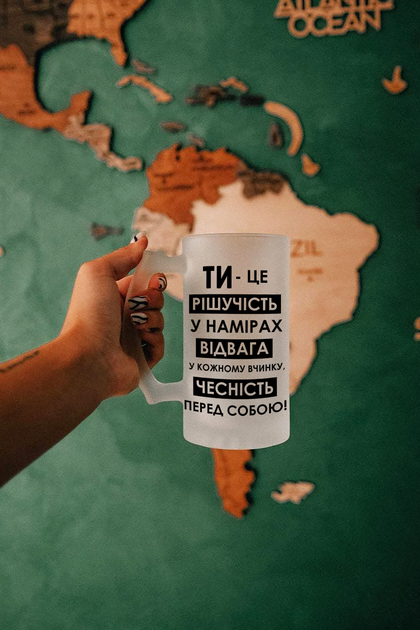 ATLANTIC
OCEAN
ZIL
ТИ - ЦЕ
РІШУЧІСТЬ
У НАМІРАХ
ВІДВАГА
У КОЖНОМУ ВЧИНКУ,
ЧЕСНІСТЬ
ПЕРЕД СОБОЮ!